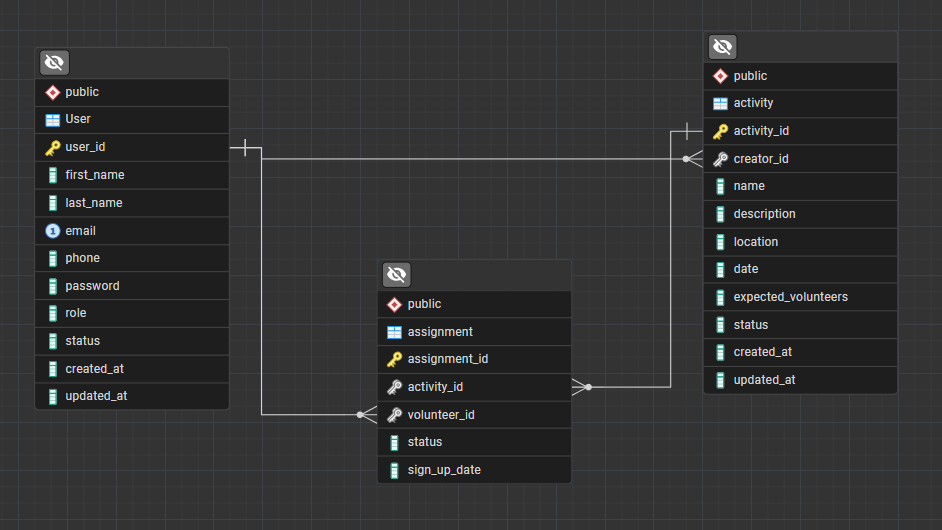 public
User
user_id
first_name
last_name
1 email
phone
password
role
status
created_at
updated_at
public
assignment
assignment_id
activity_id
volunteer_id
status
sign_up_date
public
activity
activity_id
creator_id
name
description
location
date
expected_volunteers
status
created_at
updated_at